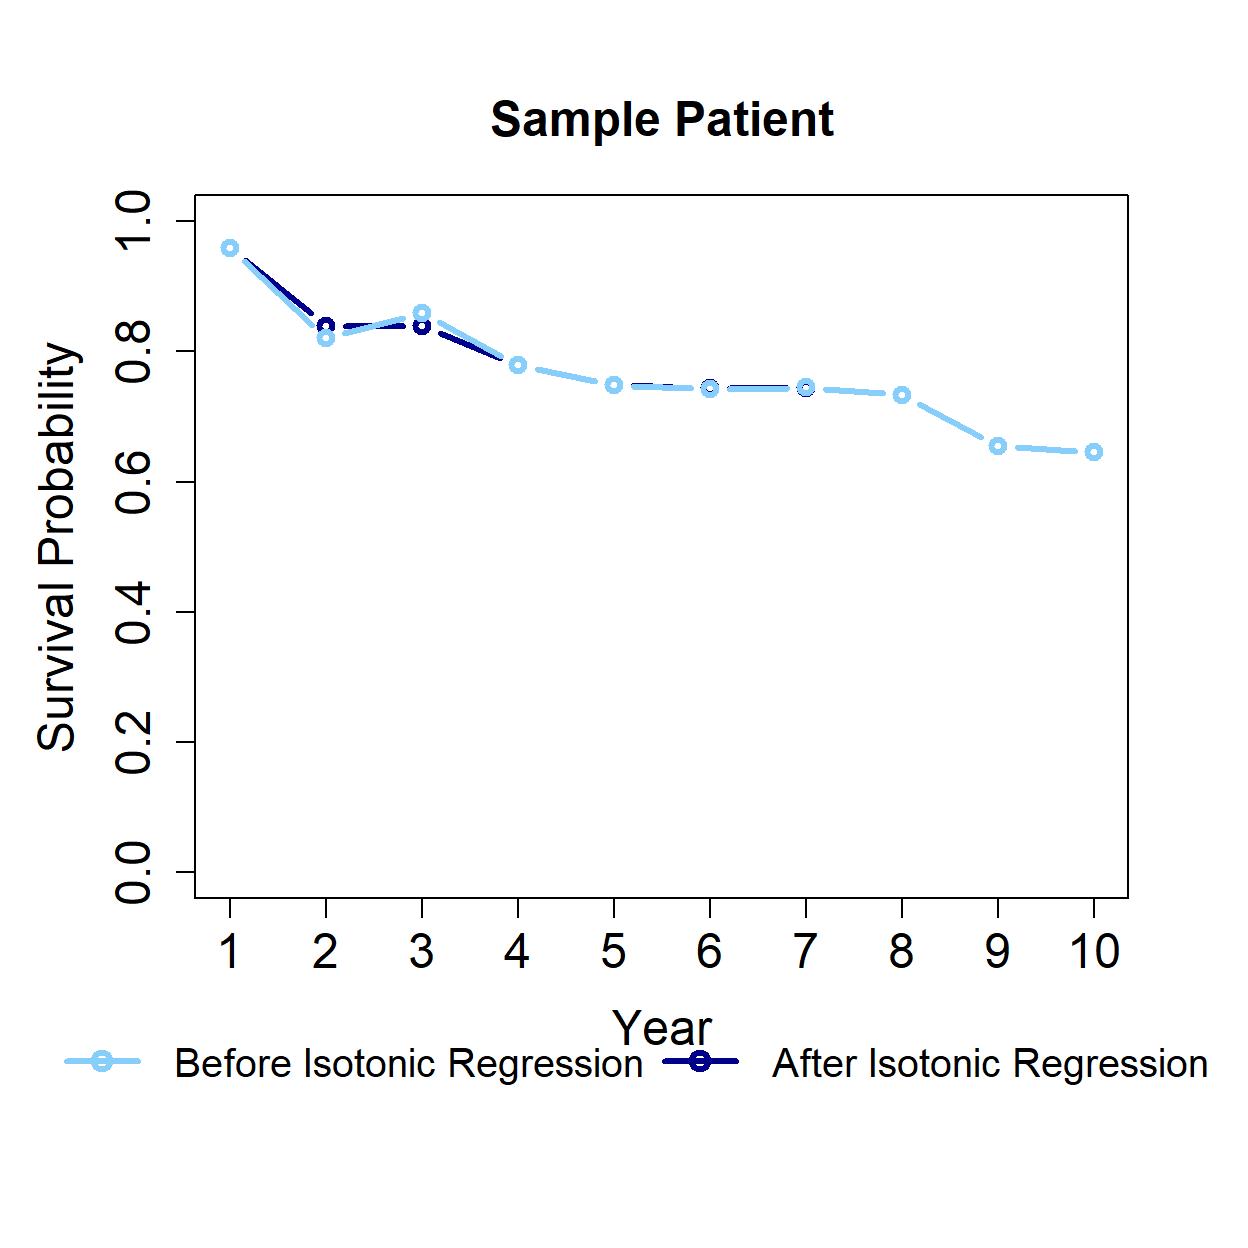 Sample Patient
Survival Probability
1.0
0.8
0.6
0.4
0.2
0.0
1 2 3 4 5 6 7 8 9 10
Year
Before Isotonic Regression After Isotonic Regression